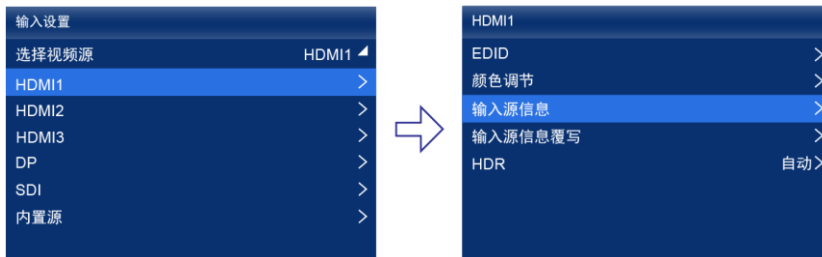 输入设置
选择视频源 HDMI1
HDMI1
HDMI2
HDMI3
DP
SDI
内置源
HDMI1
EDID
颜色调节
输入源信息
输入源信息覆写
HDR 自动